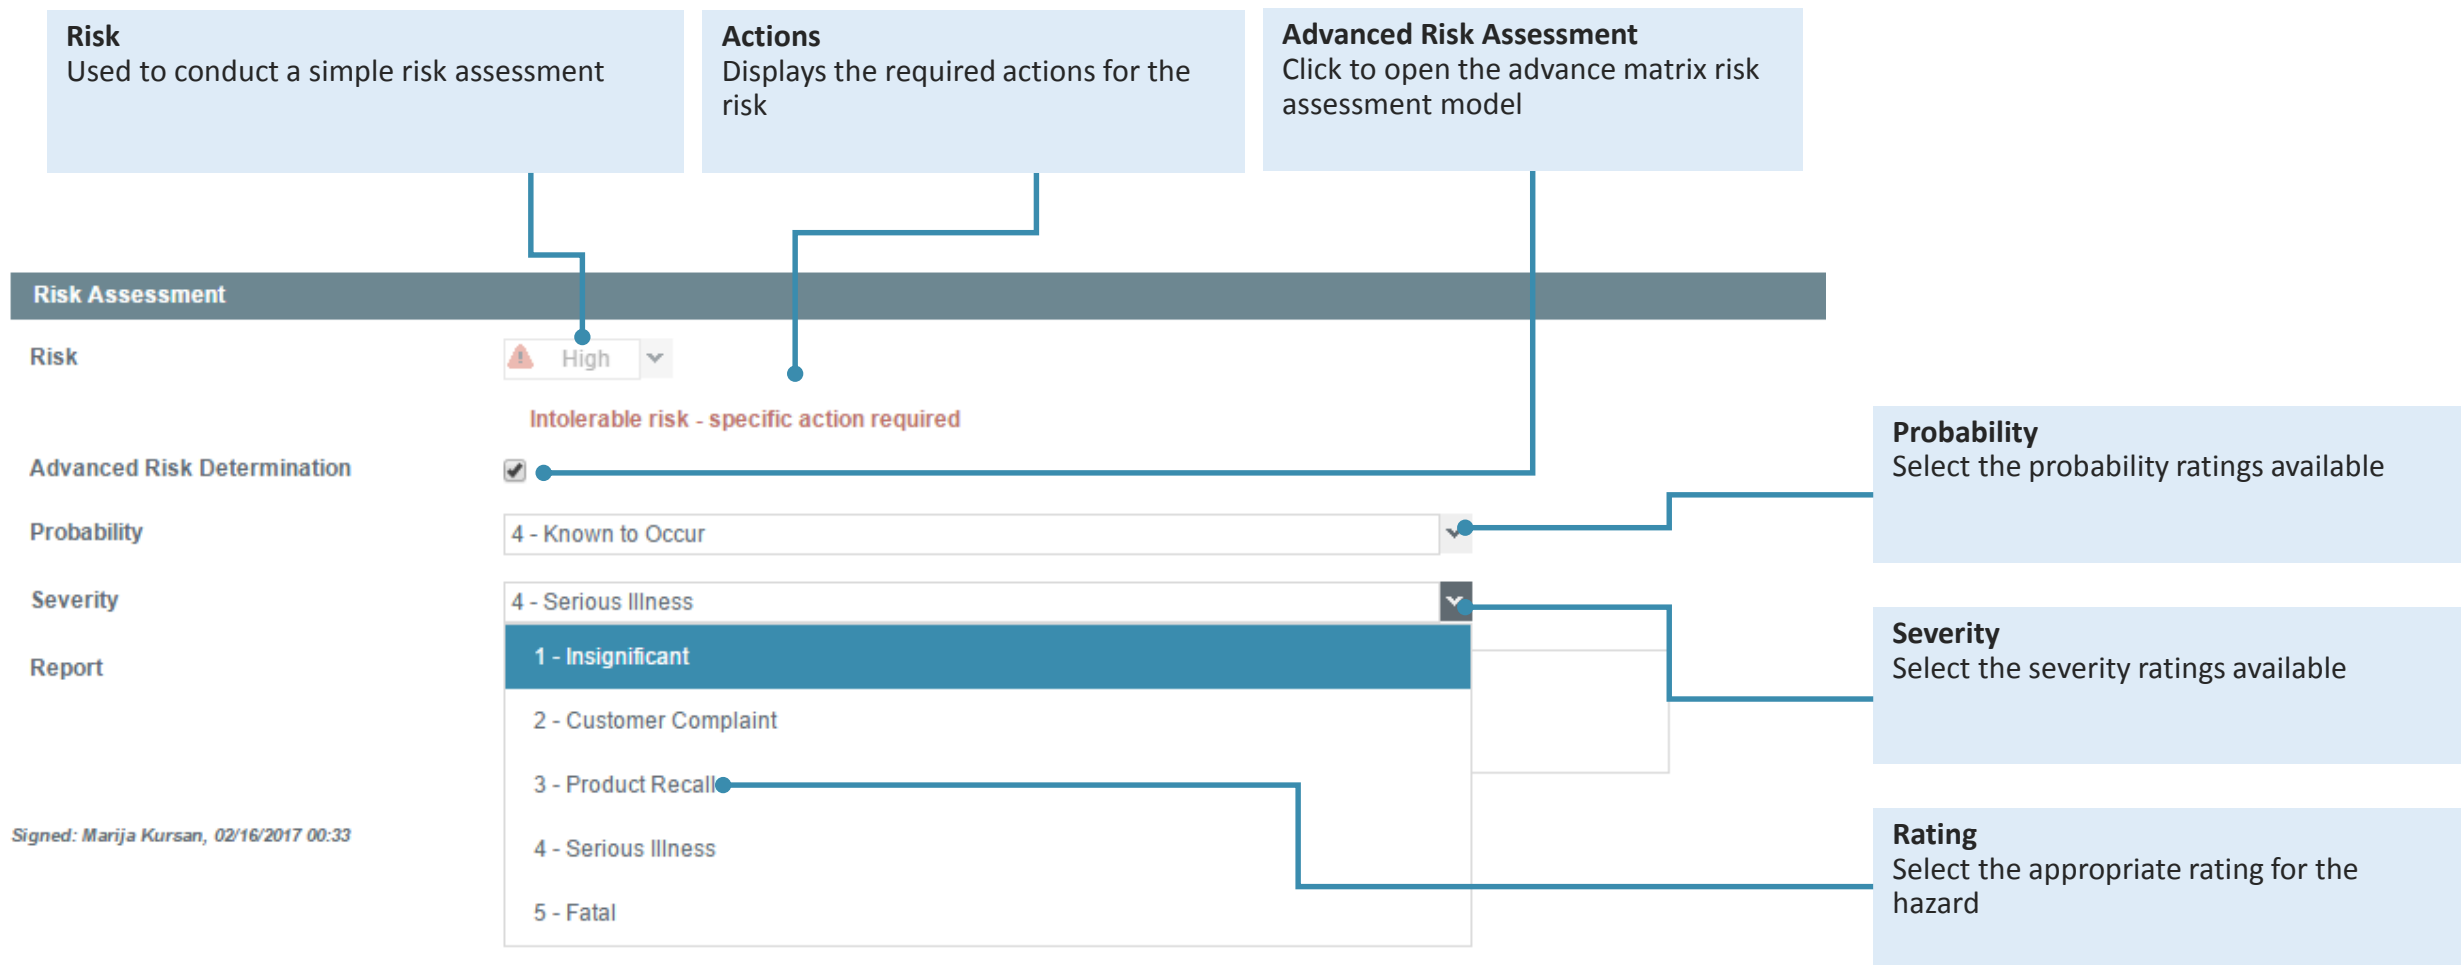 Risk
Used to conduct a simple risk assessment
Actions
Displays the required actions for the
risk
Advanced Risk Assessment
Click to open the advance matrix risk
assessment model
Risk Assessment
Risk
High
Intolerable risk - specific action required
Advanced Risk Determination
Probability
4 - Known to Occur
Severity
4 - Serious Illness
Report
1 - Insignificant
2 - Customer Complaint
3 - Product Recall
4 - Serious Illness
5 - Fatal
Signed: Marija Kursan, 02/16/2017 00:33
Probability
Select the probability ratings available
Severity
Select the severity ratings available
Rating
Select the appropriate rating for the
hazard